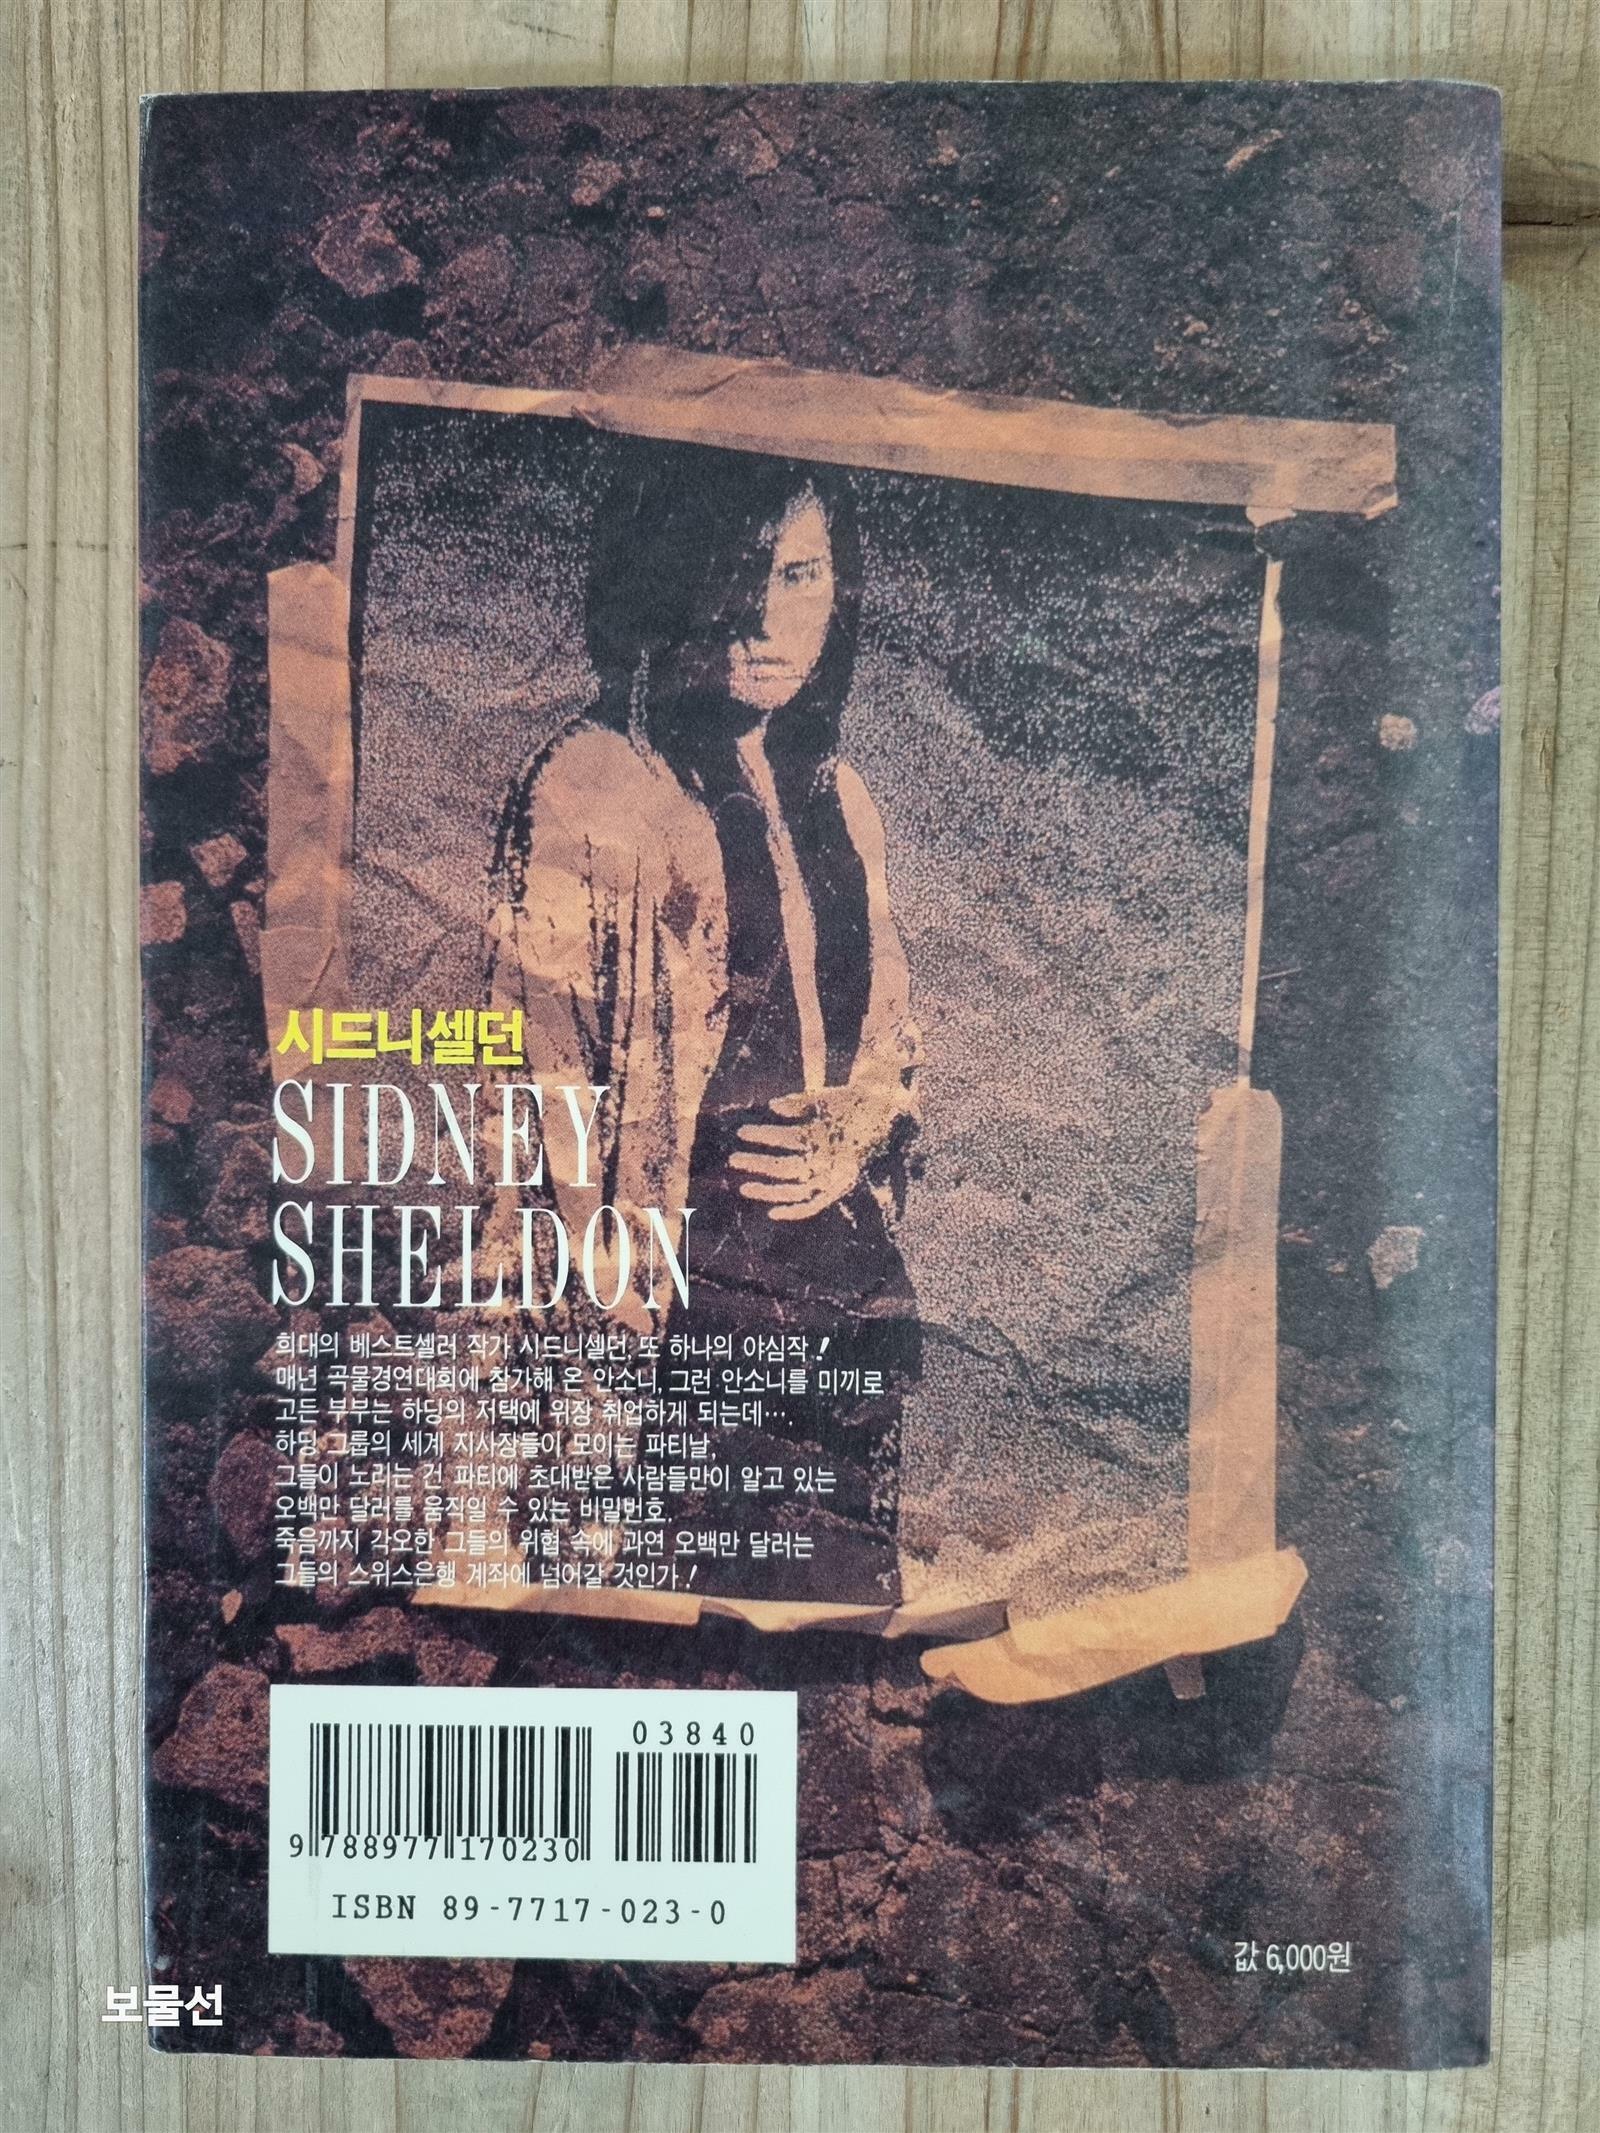 시드니셀던
SIDNEY
SHELDON
희대의 베스트셀러 작가 시드니셀던, 또 하나의 야심작!
매년 곡물경연대회에 참가해 온 안소니, 그런 안소니를 미끼로
고든 부부는 하딩의 저택에 위장 취업하게 되는데….
하딩 그룹의 세계 지사장들이 모이는 파티날,
그들이 노리는 건 파티에 초대받은 사람들만이 알고 있는
오백만 달러를 움직일 수 있는 비밀번호.
죽음까지 각오한 그들의 위협 속에 과연 오백만 달러는
그들의 스위스은행 계좌에 넘어갈 것인가!
03840
9 788977 170230
ISBN 89-7717-023-0
값 6,000원
보물선